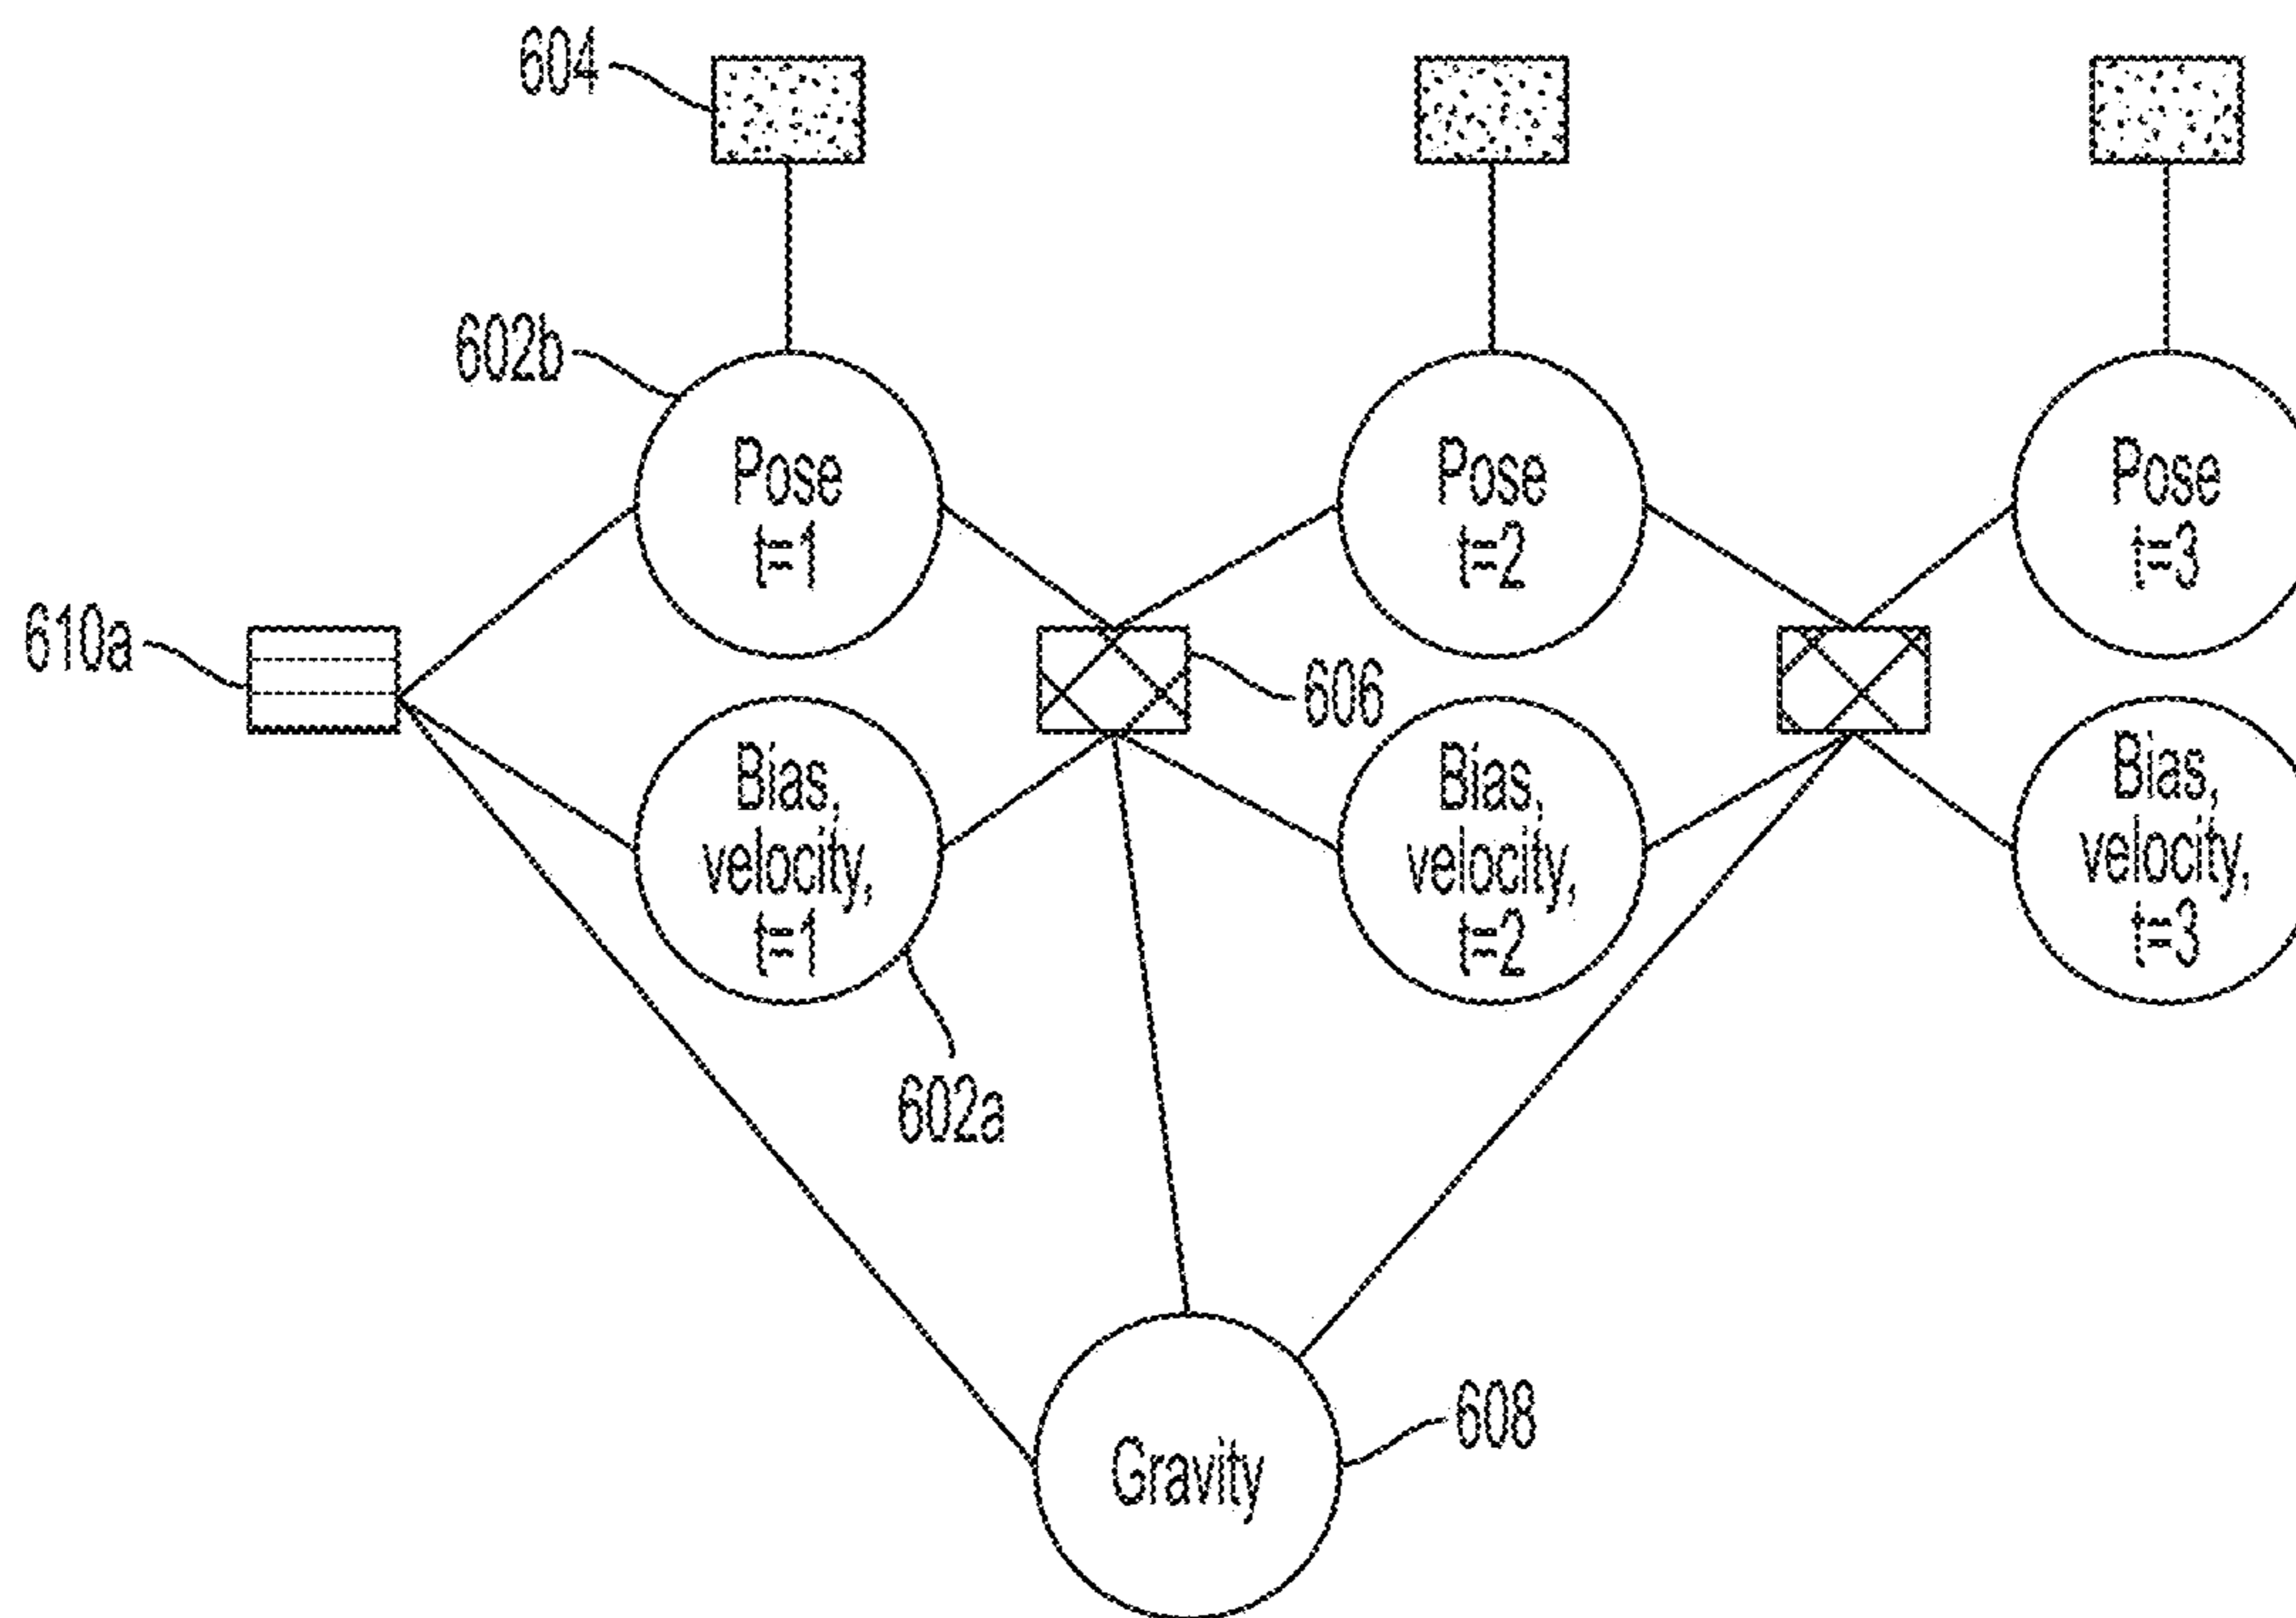 604
602b
Pose
t=1
Pose
t=2
Pose
t=3
610a
606
Bias,
velocity,
t=1
Bias,
velocity,
t=2
Bias,
velocity,
t=3
602a
Gravity
608